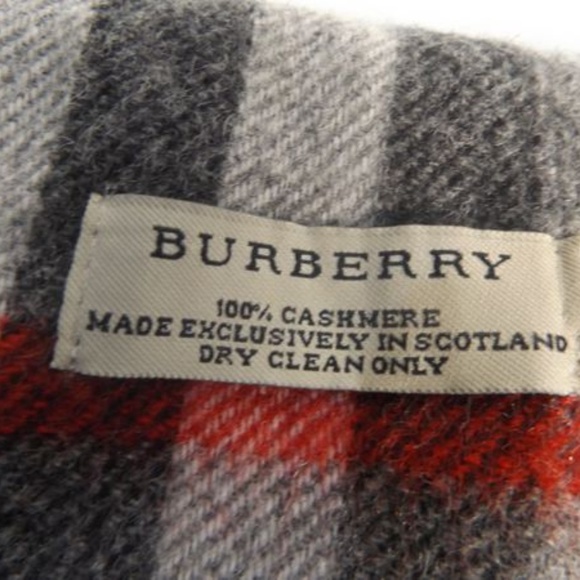 BURBERRY
100% CASHMERE
MADE EXCLUSIVELY IN SCOTLAND
DRY CLEAN ONLY